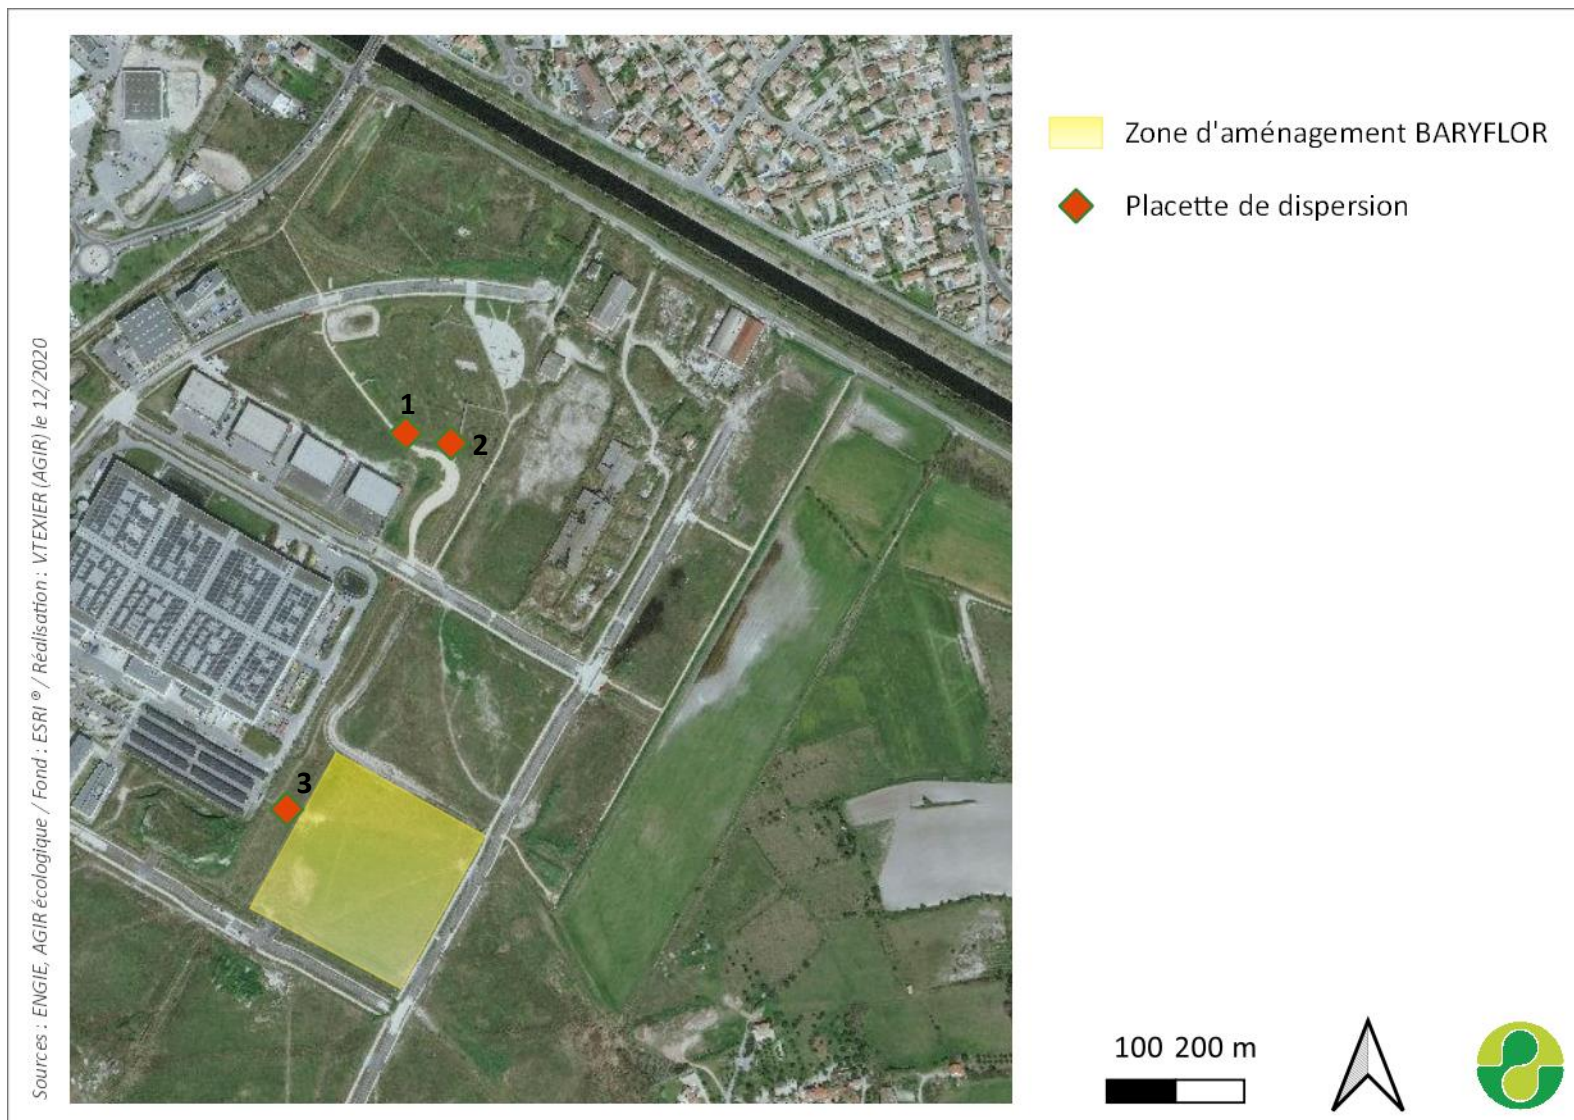 Zone d'aménagement BARYFLOR
Placette de dispersion
1
2
3
Sources : ENGIE, AGIR écologique / Fond : ESRI ® / Réalisation : V.TEXIER (AGIR) le 12/2020
100 200 m